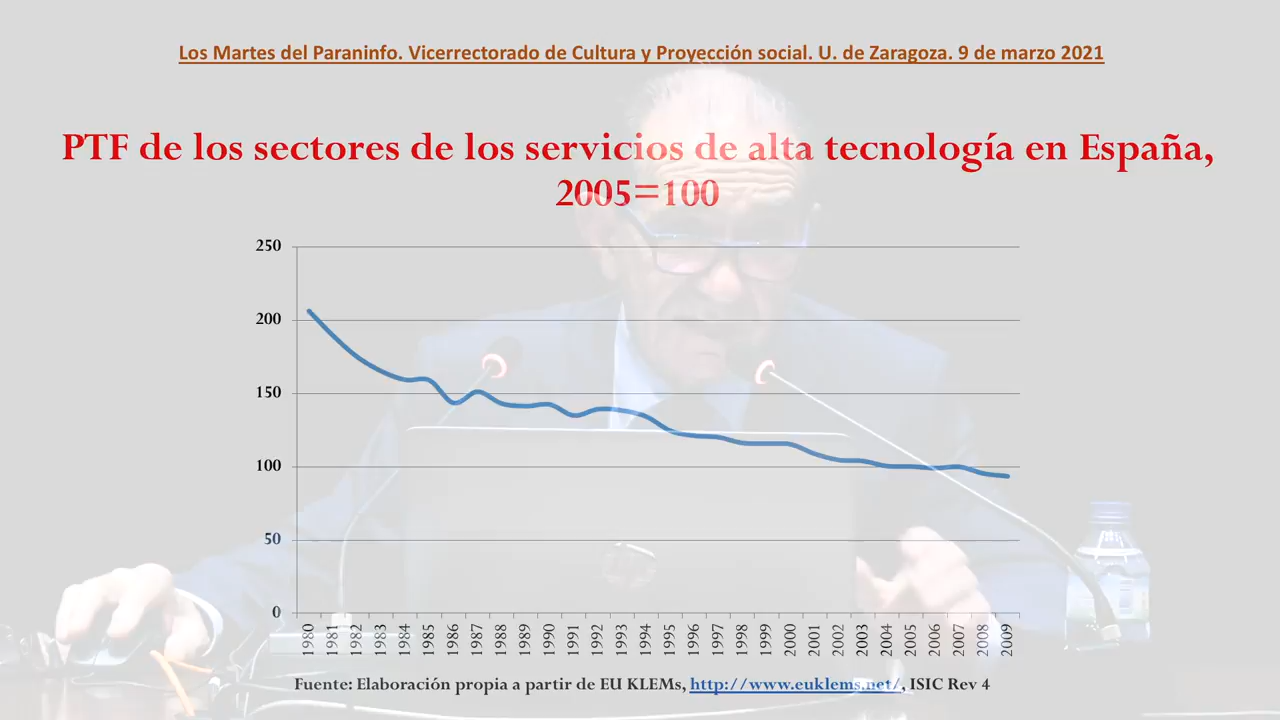 Los Martes del Paraninfo. Vicerrectorado de Cultura y Proyección social. U. de Zaragoza. 9 de marzo 2021
PTF de los sectores de los servicios de alta tecnología en España,
2005=100
250
200
150
100
50
0
1980 1981 1982 1983 1984 1985 1986 1987 1988 1989 1990 1991 1992 1993 1994 1995 1996 1997 1998 1999 2000 2001 2002 2003 2004 2005 2006 2007 2008 2009
Fuente: Elaboración propia a partir de EU KLEMs, http://www.euklems.net/, ISIC Rev 4